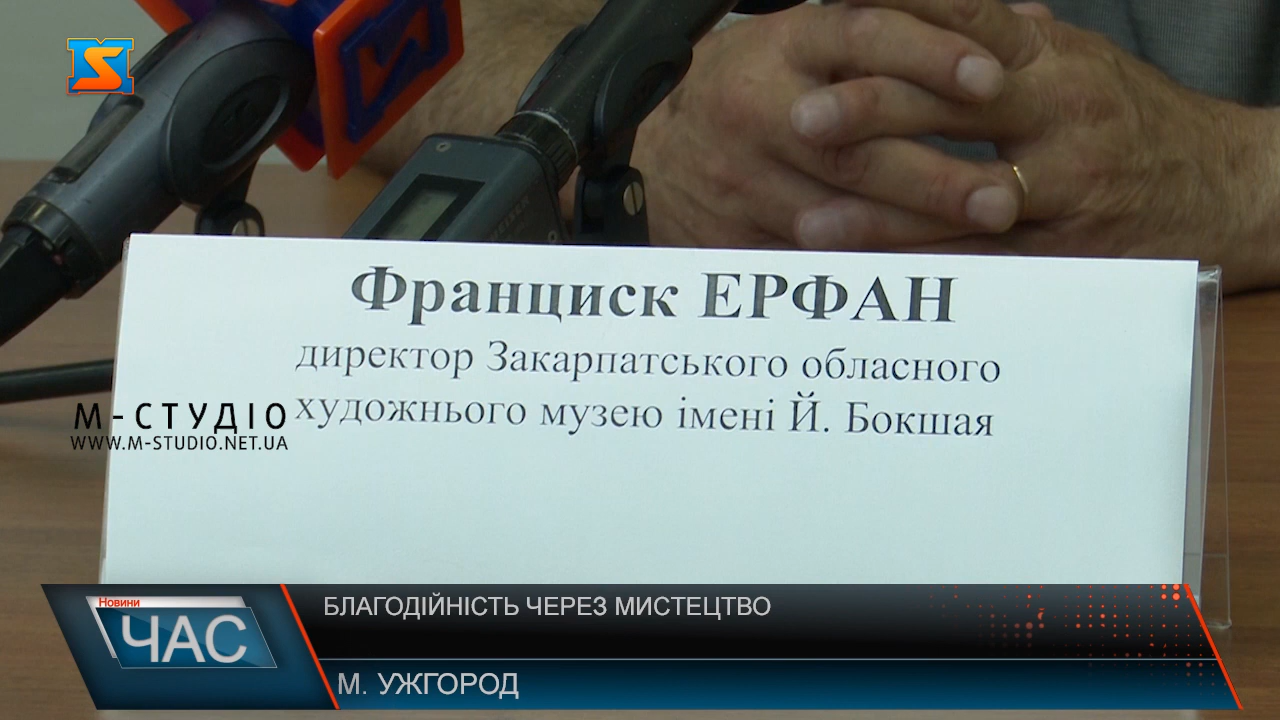 Франциск ЕРФАН
директор Закарпатського обласного
художнього музею імені Й. Бокшая
М-СТУДІО
WWW.M-STUDIO.NET.UA
Новини
ЧАС
БЛАГОДІЙНІСТЬ ЧЕРЕЗ МИСТЕЦТВО
М. УЖГОРОД